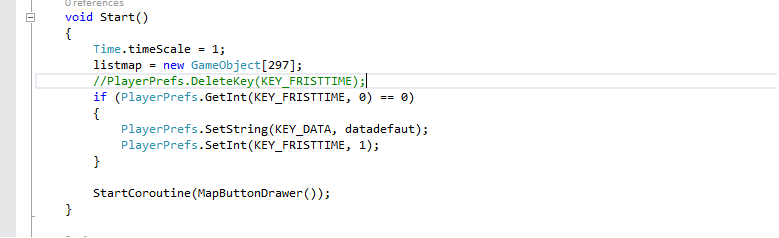 0 references
void Start()
{
Time.timeScale = 1;
listmap = new GameObject[297];
//PlayerPrefs.DeleteKey(KEY_FRISTTIME);
if (PlayerPrefs.GetInt(KEY_FRISTTIME, 0) == 0)
{
PlayerPrefs.SetString(KEY_DATA, datadefaut);
PlayerPrefs.SetInt(KEY_FRISTTIME, 1);
}
StartCoroutine(MapButtonDrawer());
}